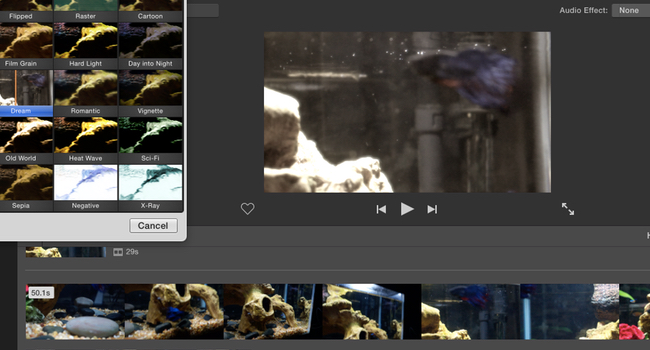 Audio Effect: None
Flipped Raster Cartoon
Film Grain Hard Light Day into Night
Dream Romantic Vignette
Old World Heat Wave Sci-Fi
Sepia Negative X-Ray
Cancel
29s
50.1s